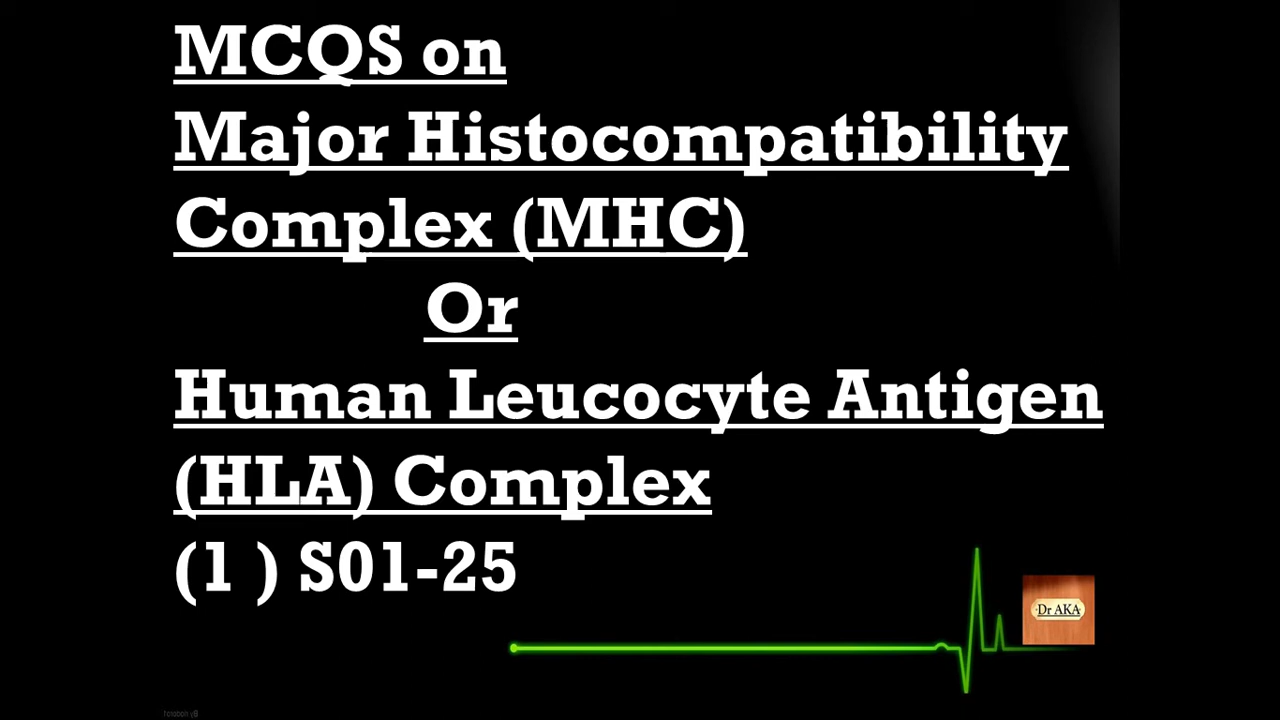 MCQS on
Major Histocompatibility
Complex (MHC)
Or
Human Leucocyte Antigen
(HLA) Complex
(1 ) S01-25
Dr AKA